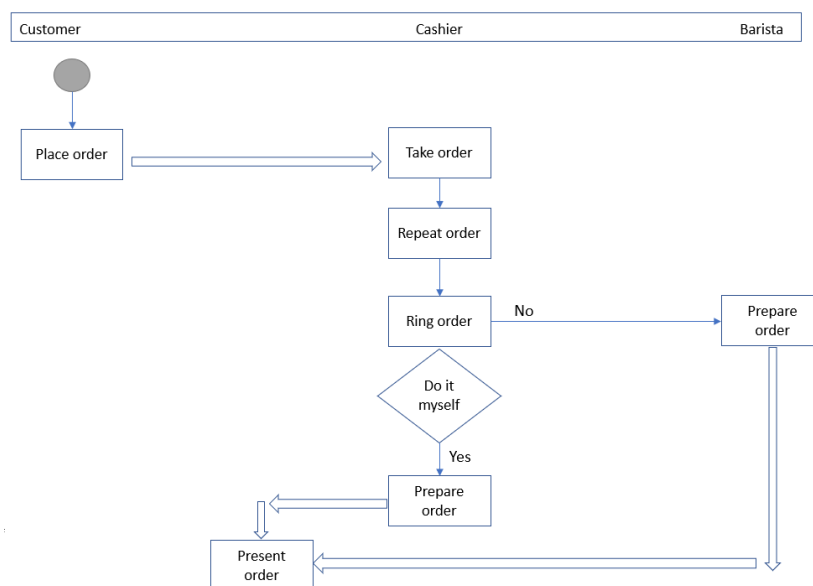 Customer Cashier Barista
Place order
Take order
Repeat order
Ring order
No
Prepare
order
Do it
myself
Yes
Prepare
order
Present
order